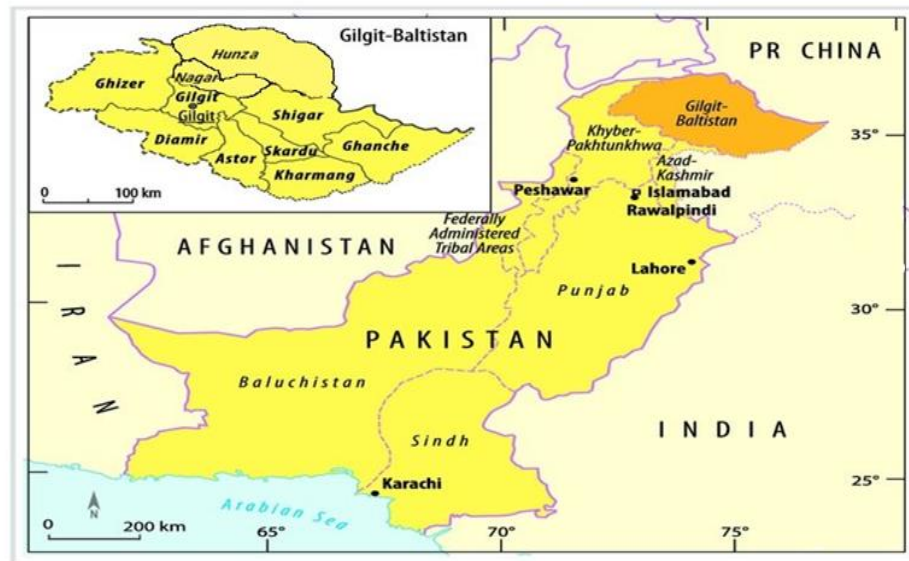 Gilgit-Baltistan
Hunza
Ghizer
Nagar
Gilgit
Gilgit
Shigar
Diamir
Astor
Skardu
Ghanche
Kharmang
0 100 km
PR CHINA
Gilgit-
Baltistan
35°
Khyber-
Pakhtunkhwa
Azad-
Kashmir
Peshawar
Islamabad
Rawalpindi
Federally
Administered
Tribal Areas
AFGHANISTAN
Lahore
Punjab
IRAN
30°
PAKISTAN
Baluchistan
INDIA
Sindh
Karachi
25°
Arabian Sea
N
0 200 km
65°
70°
75°